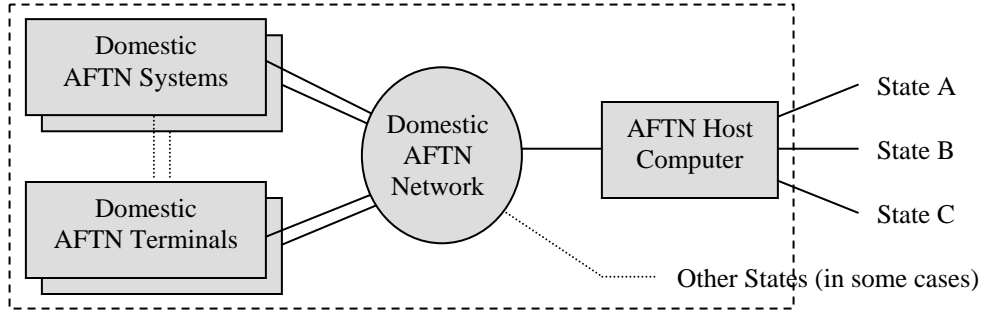 Domestic
AFTN Systems
Domestic
AFTN Terminals
Domestic
AFTN
Network
AFTN Host
Computer
State A
State B
State C
Other States (in some cases)